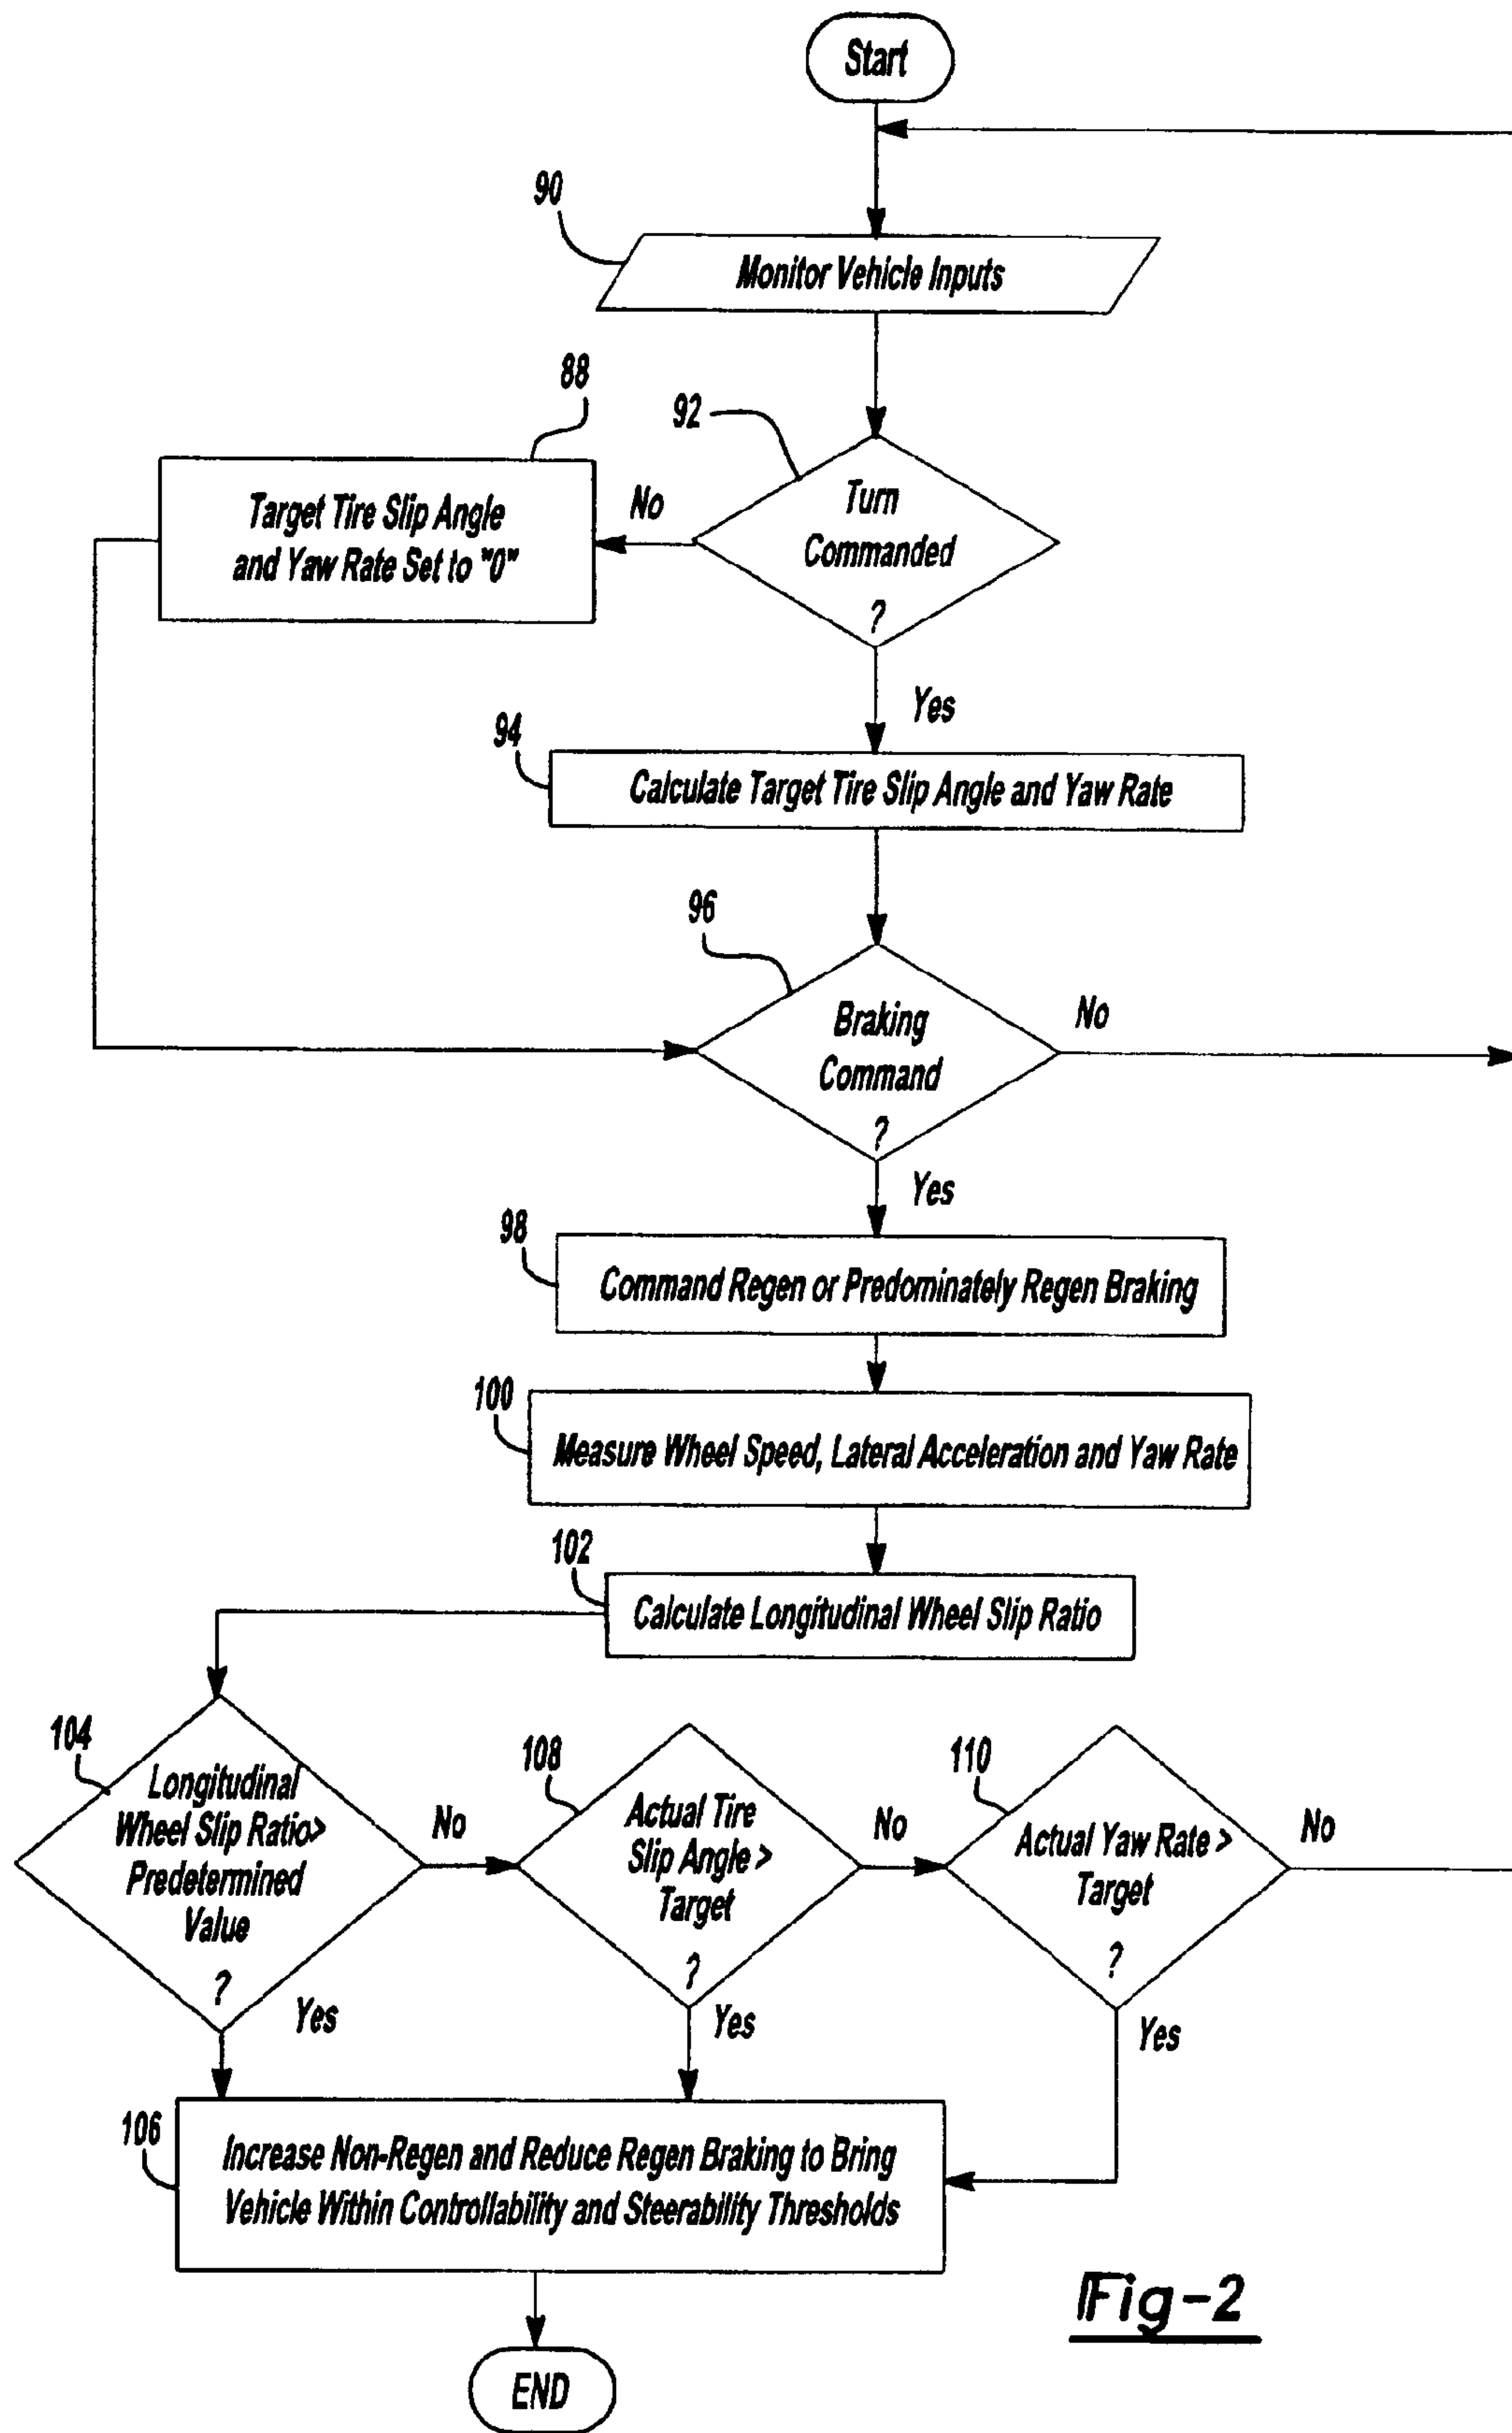 Start
90
Monitor Vehicle Inputs
88
92
Target Tire Slip Angle
and Yaw Rate Set to "0"
No
Turn
Commanded
?
Yes
94
Calculate Target Tire Slip Angle and Yaw Rate
96
Braking
Command
?
No
Yes
98
Command Regen or Predominately Regen Braking
100
Measure Wheel Speed, Lateral Acceleration and Yaw Rate
102
Calculate Longitudinal Wheel Slip Ratio
104
Longitudinal
Wheel Slip Ratio>
Predetermined
Value
?
No
Yes
108
Actual Tire
Slip Angle >
Target
?
No
Yes
110
Actual Yaw Rate >
Target
?
No
Yes
106
Increase Non-Regen and Reduce Regen Braking to Bring
Vehicle Within Controllability and Steerability Thresholds
END
Fig-2